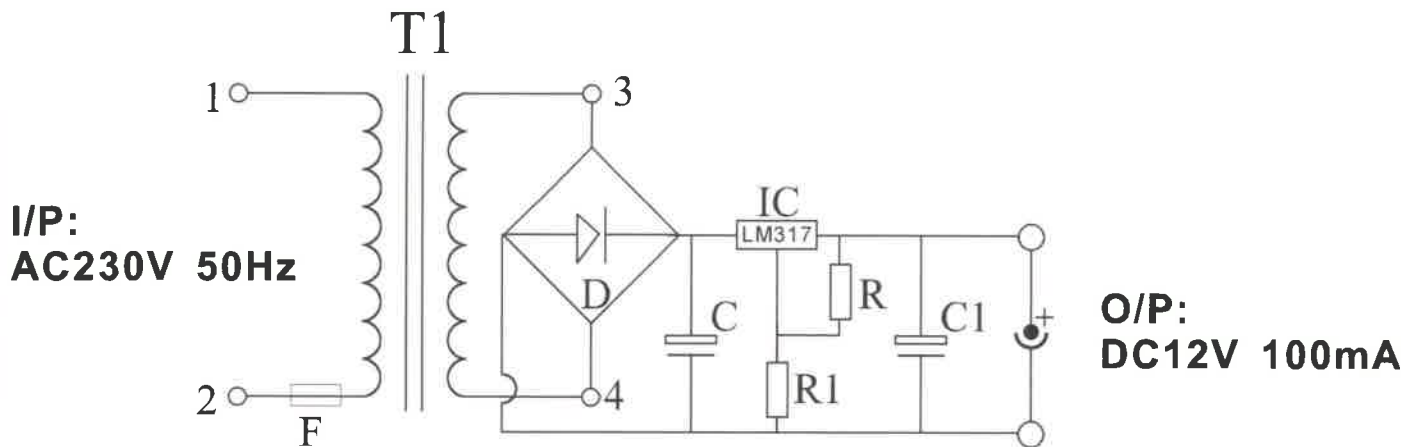 T1
1
3
I/P:
AC230V 50Hz
IC
LM317
D
C
R
C1
+
O/P:
DC12V 100mA
R1
2
4
F